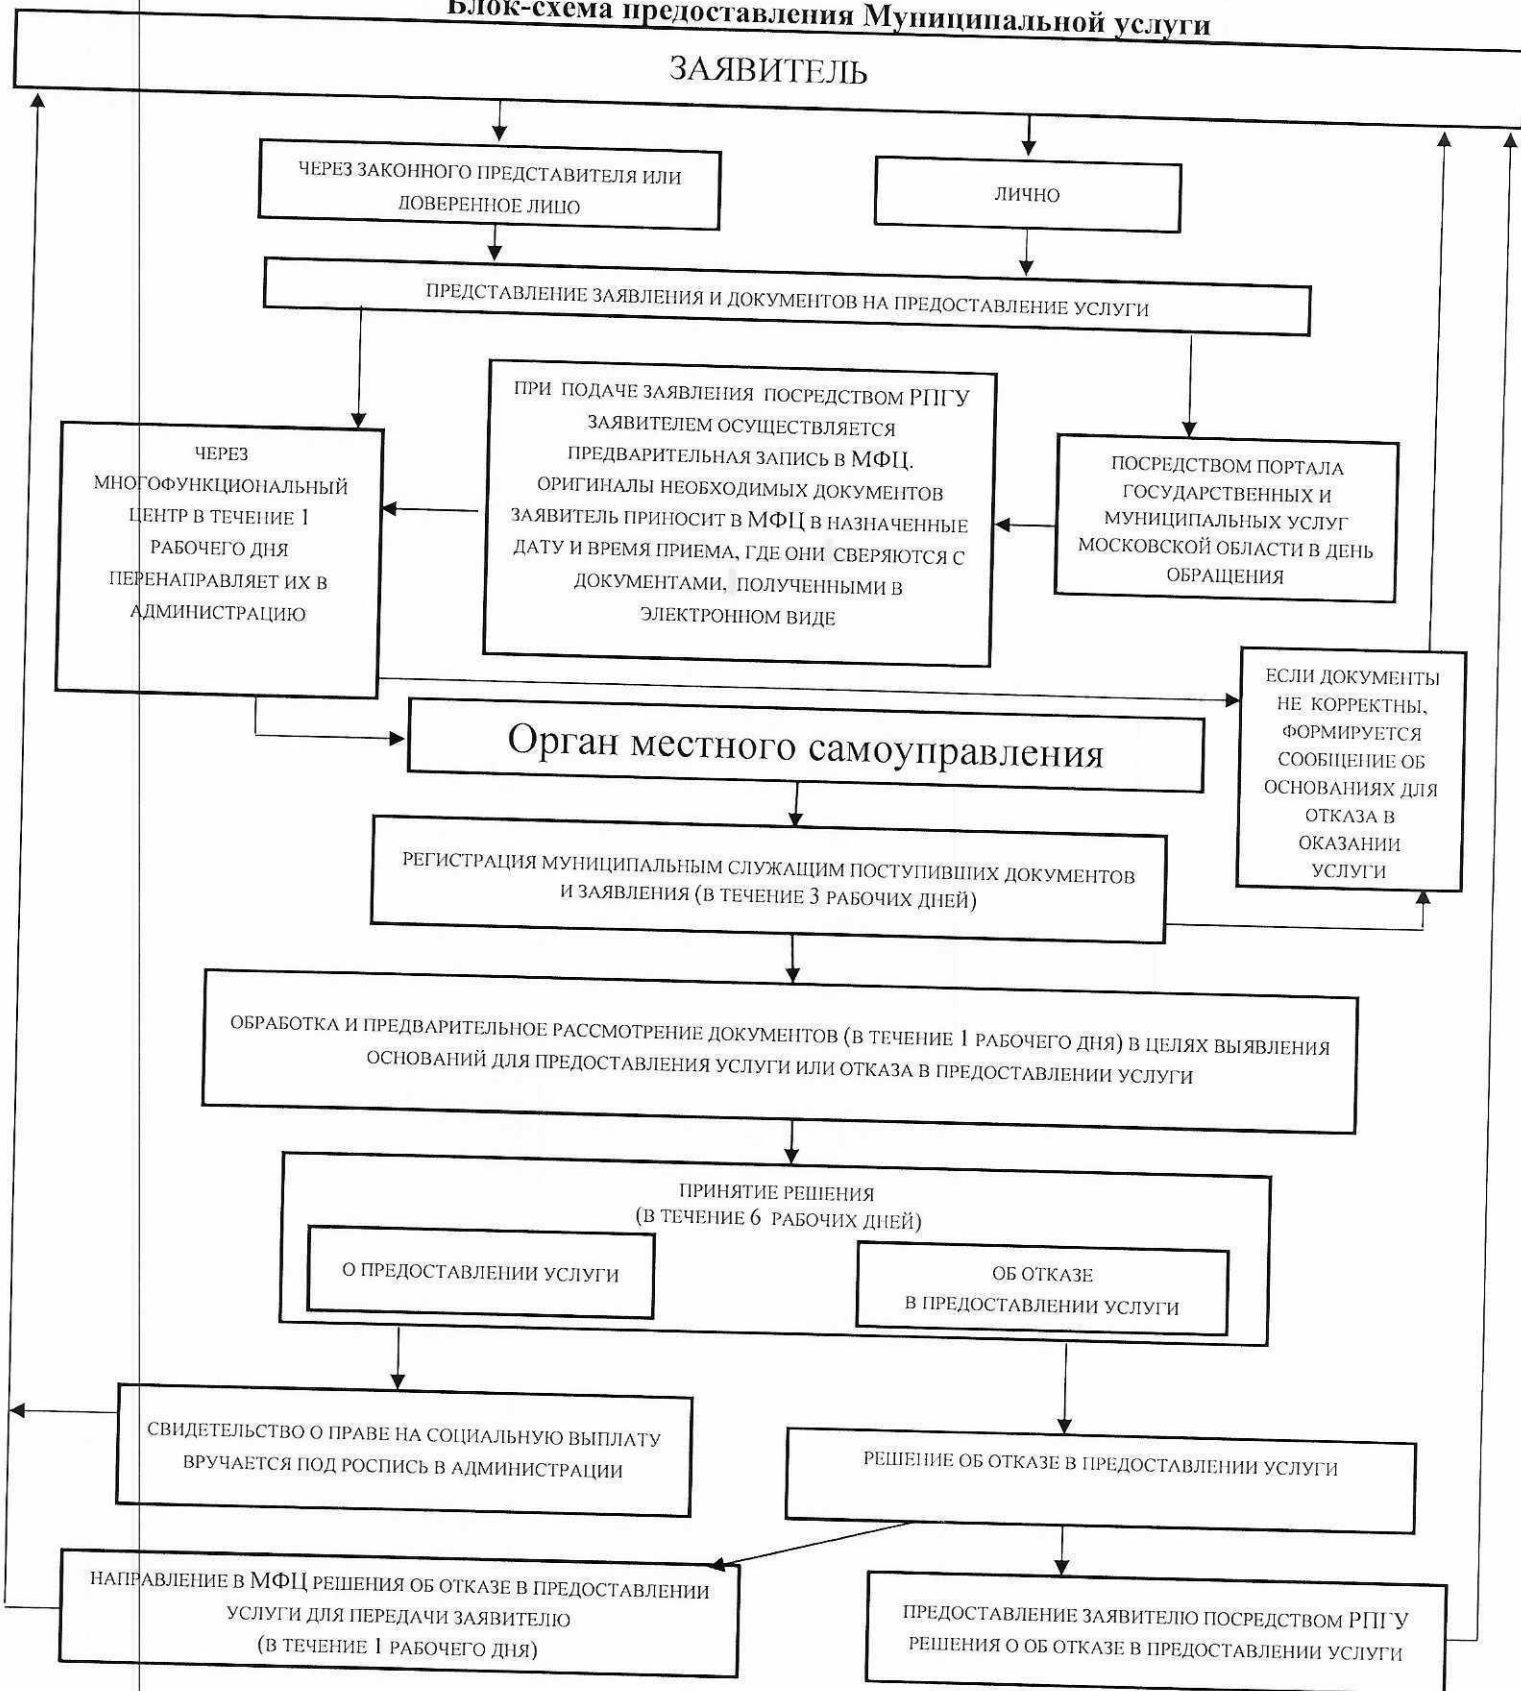 Блок-схема предоставления Муниципальной услуги
ЗАЯВИТЕЛЬ
ЧЕРЕЗ ЗАКОННОГО ПРЕДСТАВИТЕЛЯ ИЛИ
ДОВЕРЕННОЕ ЛИЦО
ЛИЧНО
ПРЕДСТАВЛЕНИЕ ЗАЯВЛЕНИЯ И ДОКУМЕНТОВ НА ПРЕДОСТАВЛЕНИЕ УСЛУГИ
ЧЕРЕЗ
МНОГОФУНКЦИОНАЛЬНЫЙ
ЦЕНТР В ТЕЧЕНИЕ 1
РАБОЧЕГО ДНЯ
ПЕРЕНАПРАВЛЯЕТ ИХ В
АДМИНИСТРАЦИЮ
ПРИ ПОДАЧЕ ЗАЯВЛЕНИЯ ПОСРЕДСТВОМ РПГУ
ЗАЯВИТЕЛЕМ ОСУЩЕСТВЛЯЕТСЯ
ПРЕДВАРИТЕЛЬНАЯ ЗАПИСЬ В МФЦ.
ОРИГИНАЛЫ НЕОБХОДИМЫХ ДОКУМЕНТОВ
ЗАЯВИТЕЛЬ ПРИНОСИТ В МФЦ В НАЗНАЧЕННЫЕ
ДАТУ И ВРЕМЯ ПРИЕМА, ГДЕ ОНИ СВЕРЯЮТСЯ С
ДОКУМЕНТАМИ, ПОЛУЧЕННЫМИ В
ЭЛЕКТРОННОМ ВИДЕ
ПОСРЕДСТВОМ ПОРТАЛА
ГОСУДАРСТВЕННЫХ И
МУНИЦИПАЛЬНЫХ УСЛУГ
МОСКОВСКОЙ ОБЛАСТИ В ДЕНЬ
ОБРАЩЕНИЯ
ЕСЛИ ДОКУМЕНТЫ
НЕ КОРРЕКТНЫ,
ФОРМИРУЕТСЯ
СООБЩЕНИЕ ОБ
ОСНОВАНИЯХ ДЛЯ
ОТКАЗА В
ОКАЗАНИИ
УСЛУГИ
Орган местного самоуправления
РЕГИСТРАЦИЯ МУНИЦИПАЛЬНЫМ СЛУЖАЩИМ ПОСТУПИВШИХ ДОКУМЕНТОВ
И ЗАЯВЛЕНИЯ (В ТЕЧЕНИЕ 3 РАБОЧИХ ДНЕЙ)
ОБРАБОТКА И ПРЕДВАРИТЕЛЬНОЕ РАССМОТРЕНИЕ ДОКУМЕНТОВ (В ТЕЧЕНИЕ 1 РАБОЧЕГО ДНЯ) В ЦЕЛЯХ ВЫЯВЛЕНИЯ
ОСНОВАНИЙ ДЛЯ ПРЕДОСТАВЛЕНИЯ УСЛУГИ ИЛИ ОТКАЗА В ПРЕДОСТАВЛЕНИИ УСЛУГИ
ПРИНЯТИЕ РЕШЕНИЯ
(В ТЕЧЕНИЕ 6 РАБОЧИХ ДНЕЙ)
О ПРЕДОСТАВЛЕНИИ УСЛУГИ
ОБ ОТКАЗЕ
В ПРЕДОСТАВЛЕНИИ УСЛУГИ
СВИДЕТЕЛЬСТВО О ПРАВЕ НА СОЦИАЛЬНУЮ ВЫПЛАТУ
ВРУЧАЕТСЯ ПОД РОСПИСЬ В АДМИНИСТРАЦИИ
РЕШЕНИЕ ОБ ОТКАЗЕ В ПРЕДОСТАВЛЕНИИ УСЛУГИ
НАПРАВЛЕНИЕ В МФЦ РЕШЕНИЯ ОБ ОТКАЗЕ В ПРЕДОСТАВЛЕНИИ
УСЛУГИ ДЛЯ ПЕРЕДАЧИ ЗАЯВИТЕЛЮ
(В ТЕЧЕНИЕ 1 РАБОЧЕГО ДНЯ)
ПРЕДОСТАВЛЕНИЕ ЗАЯВИТЕЛЮ ПОСРЕДСТВОМ РПГУ
РЕШЕНИЯ О ОБ ОТКАЗЕ В ПРЕДОСТАВЛЕНИИ УСЛУГИ